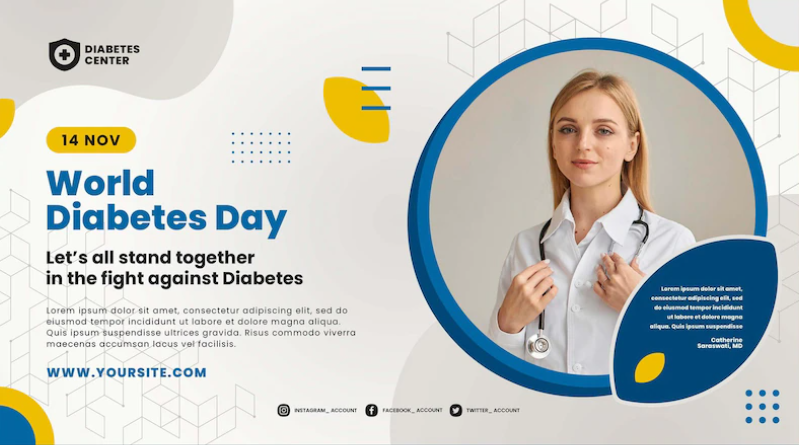 DIABETES
CENTER
14 NOV
World
Diabetes Day
Let's all stand together
in the fight against Diabetes
Lorem ipsum dolor sit amet, consectetur adipiscing elit, sed do
eiusmod tempor incididunt ut labore et dolore magna aliqua.
Quis ipsum suspendisse ultrices gravida. Risus commodo viverra
maecenas accumsan lacus vel facilisis.
WWW.YOURSITE.COM
Lorem ipsum dolor sit amet,
consectetur adipiscing elit, sed
do eiusmod tempor incididunt
ut labore et dolore magna
aliqua. Quis ipsum suspendisse
Catherine
Saraswati, MD
INSTAGRAM_ACCOUNT
FACEBOOK_ACCOUNT
TWITTER_ACCOUNT